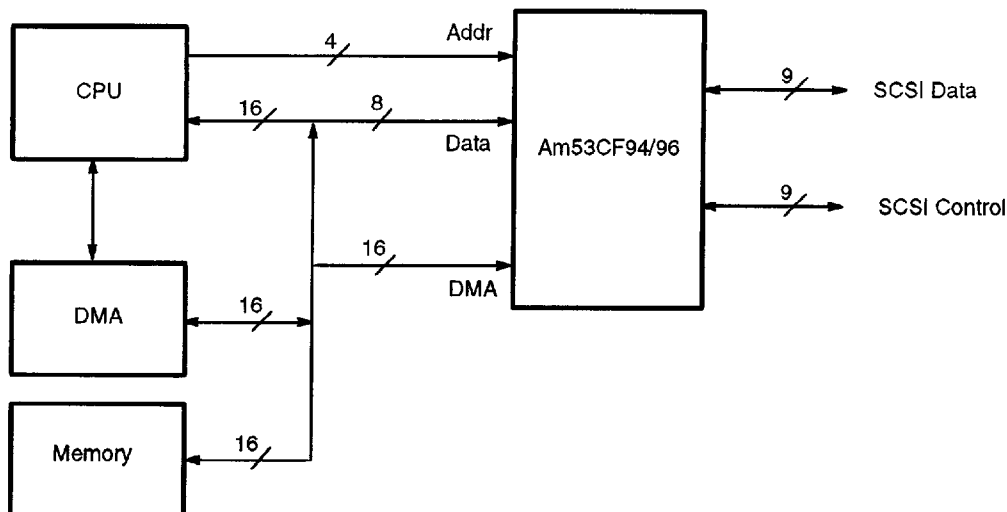 4
Addr
CPU
16
8
Data
Am53CF94/96
9
SCSI Data
9
SCSI Control
16
DMA
DMA
16
Memory
16